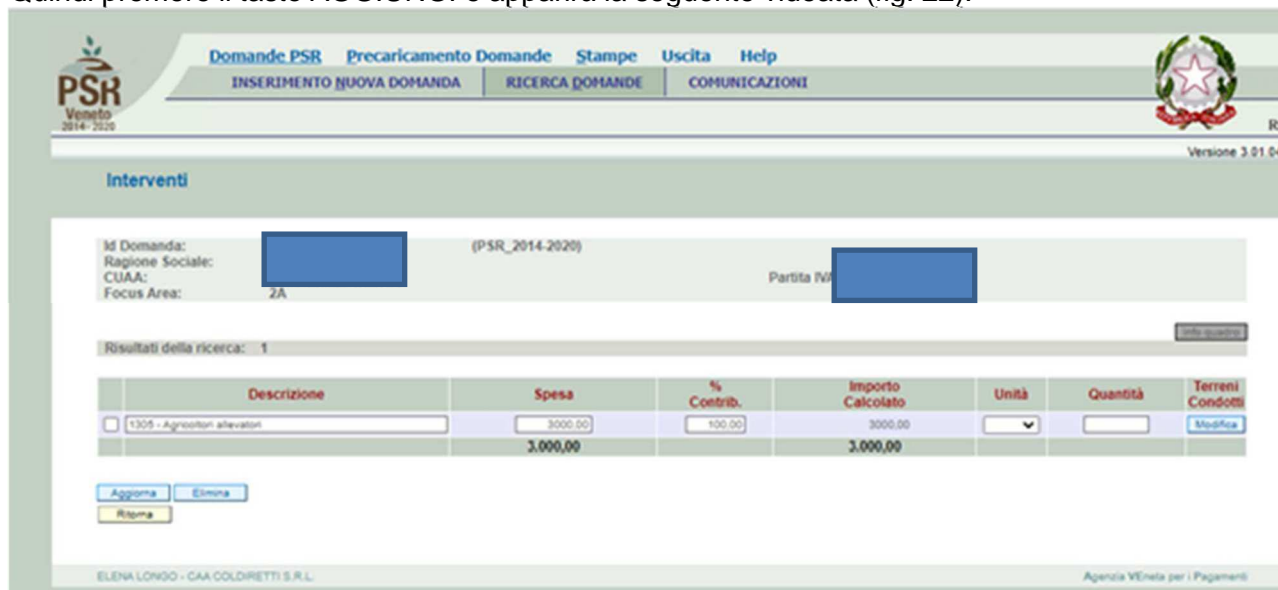 Quindi premere il tasto AGGIUNGI e apparirà la seguente videata (fig. 22):
Domande PSR Precaricamento Domande Stampe Uscita Help
INSERIMENTO NUOVA DOMANDA RICERCA DOMANDE COMUNICAZIONI
PSR
Veneto
2014-2020
R
Versione 3.01.04
Interventi
Id Domanda: (PSR_2014-2020)
Ragione Sociale:
CUAA: Partita IVA
Focus Area: 2A
Info quadro
Risultati della ricerca: 1
Descrizione Spesa % Contrib. Importo Calcolato Unità Quantità Terreni Condotti
1305 - Agricoltori allevatori 3000,00 100,00 3000,00 Modifica
3.000,00 3.000,00
Aggiorna Elimina
Ritorna
ELENA LONGO - CAA COLDIRETTI S.R.L. Agenzia VEneta per i Pagamenti